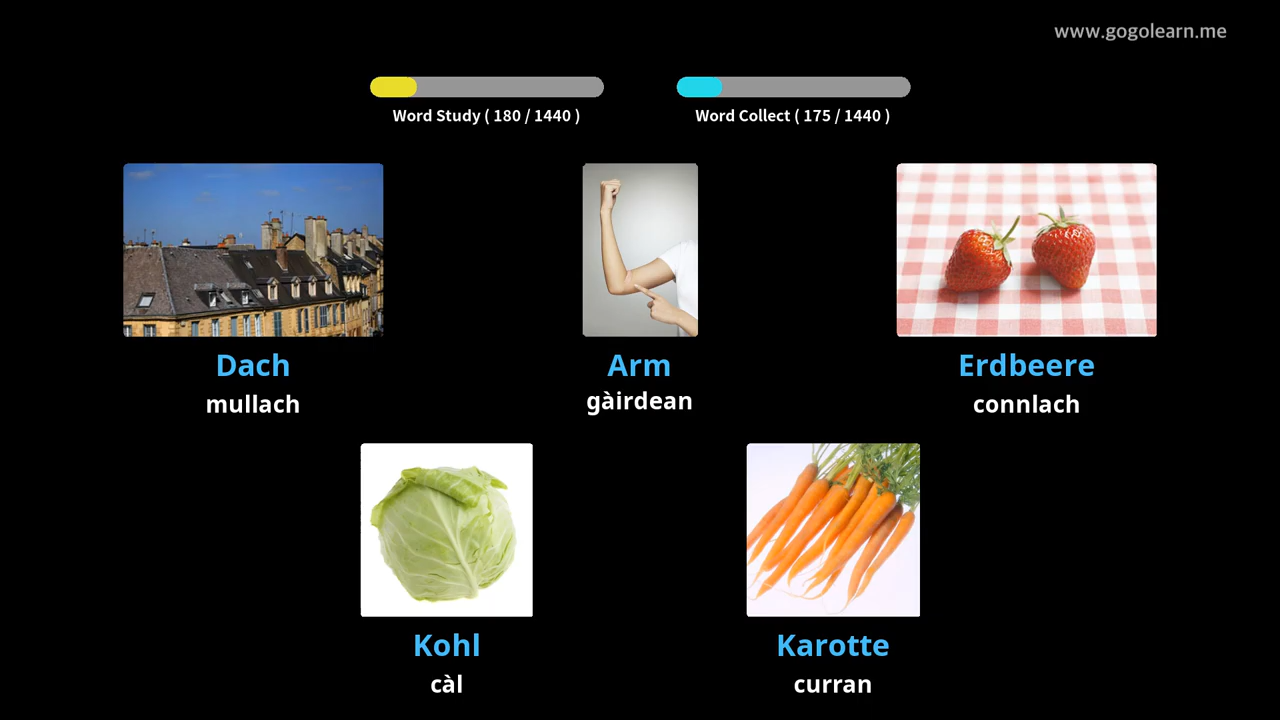 www.gogolearn.me
Word Study ( 180 / 1440 )
Word Collect ( 175 / 1440 )
Dach
mullach
Arm
gàirdean
Erdbeere
connlach
Kohl
càl
Karotte
curran